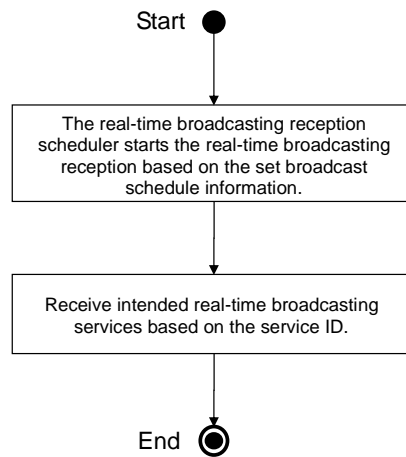 Start
The real-time broadcasting reception
scheduler starts the real-time broadcasting
reception based on the set broadcast
schedule information.
Receive intended real-time broadcasting
services based on the service ID.
End